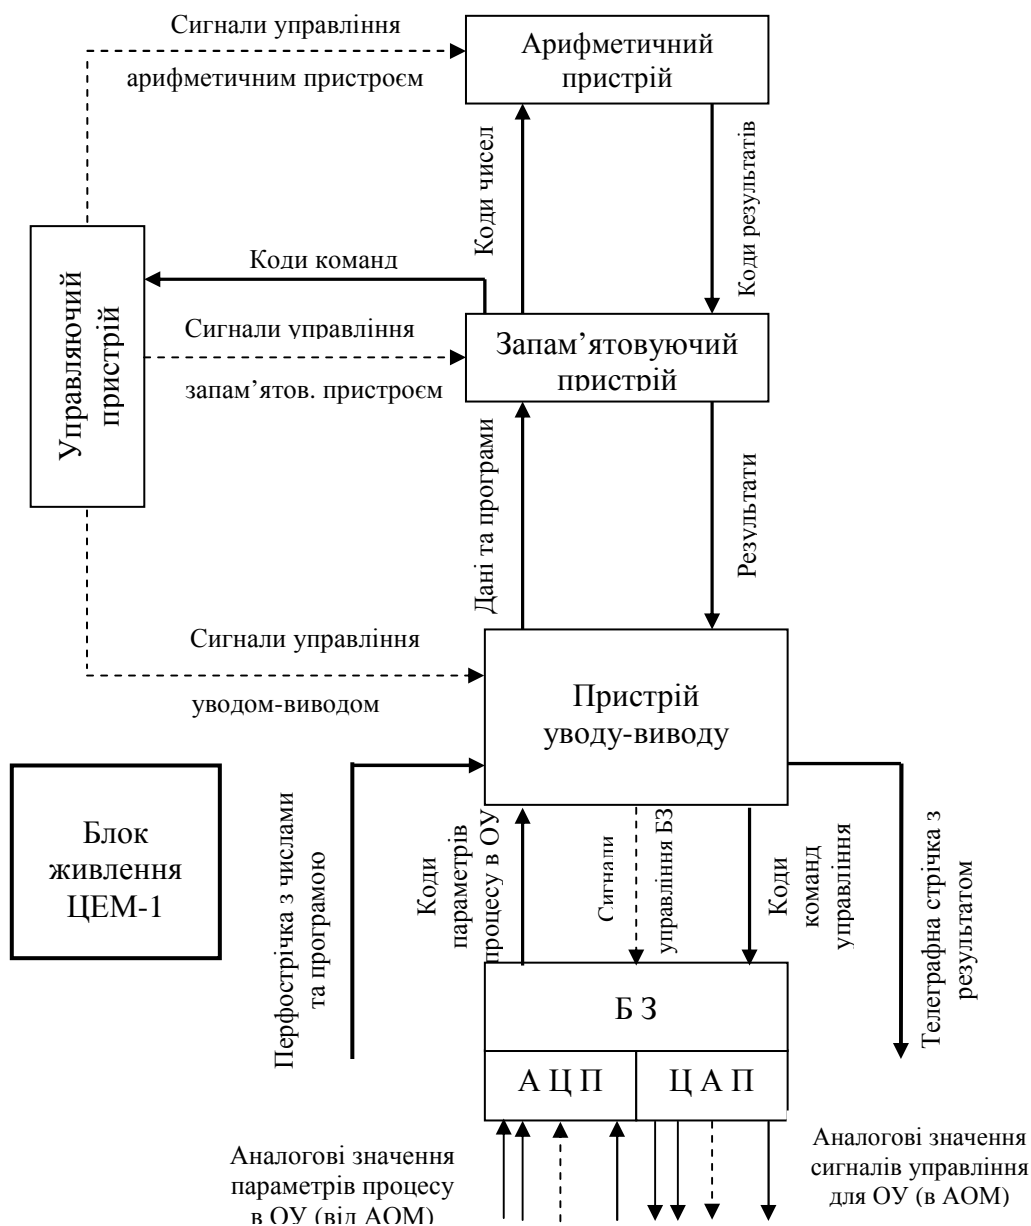 Сигнали управління
арифметичним пристроєм
Арифметичний
пристрій
Коди чисел
Коди результатів
Управляючий
пристрій
Коди команд
Сигнали управління
запам’ятов. пристроєм
Запам’ятовуючий
пристрій
Дані та програми
Результати
Сигнали управління
уводом-виводом
Пристрій
уводу-виводу
Блок
живлення
ЦЕМ-1
Перфострічка з числами
та програмою
Коди
параметрів
процесу в ОУ
Сигнали
управління БЗ
Коди
команд
управління
Телеграфна стрічка з
результатом
Б З
А Ц П
Ц А П
Аналогові значення
параметрів процесу
в ОУ (від АОМ)
Аналогові значення
сигналів управління
для ОУ (в АОМ)